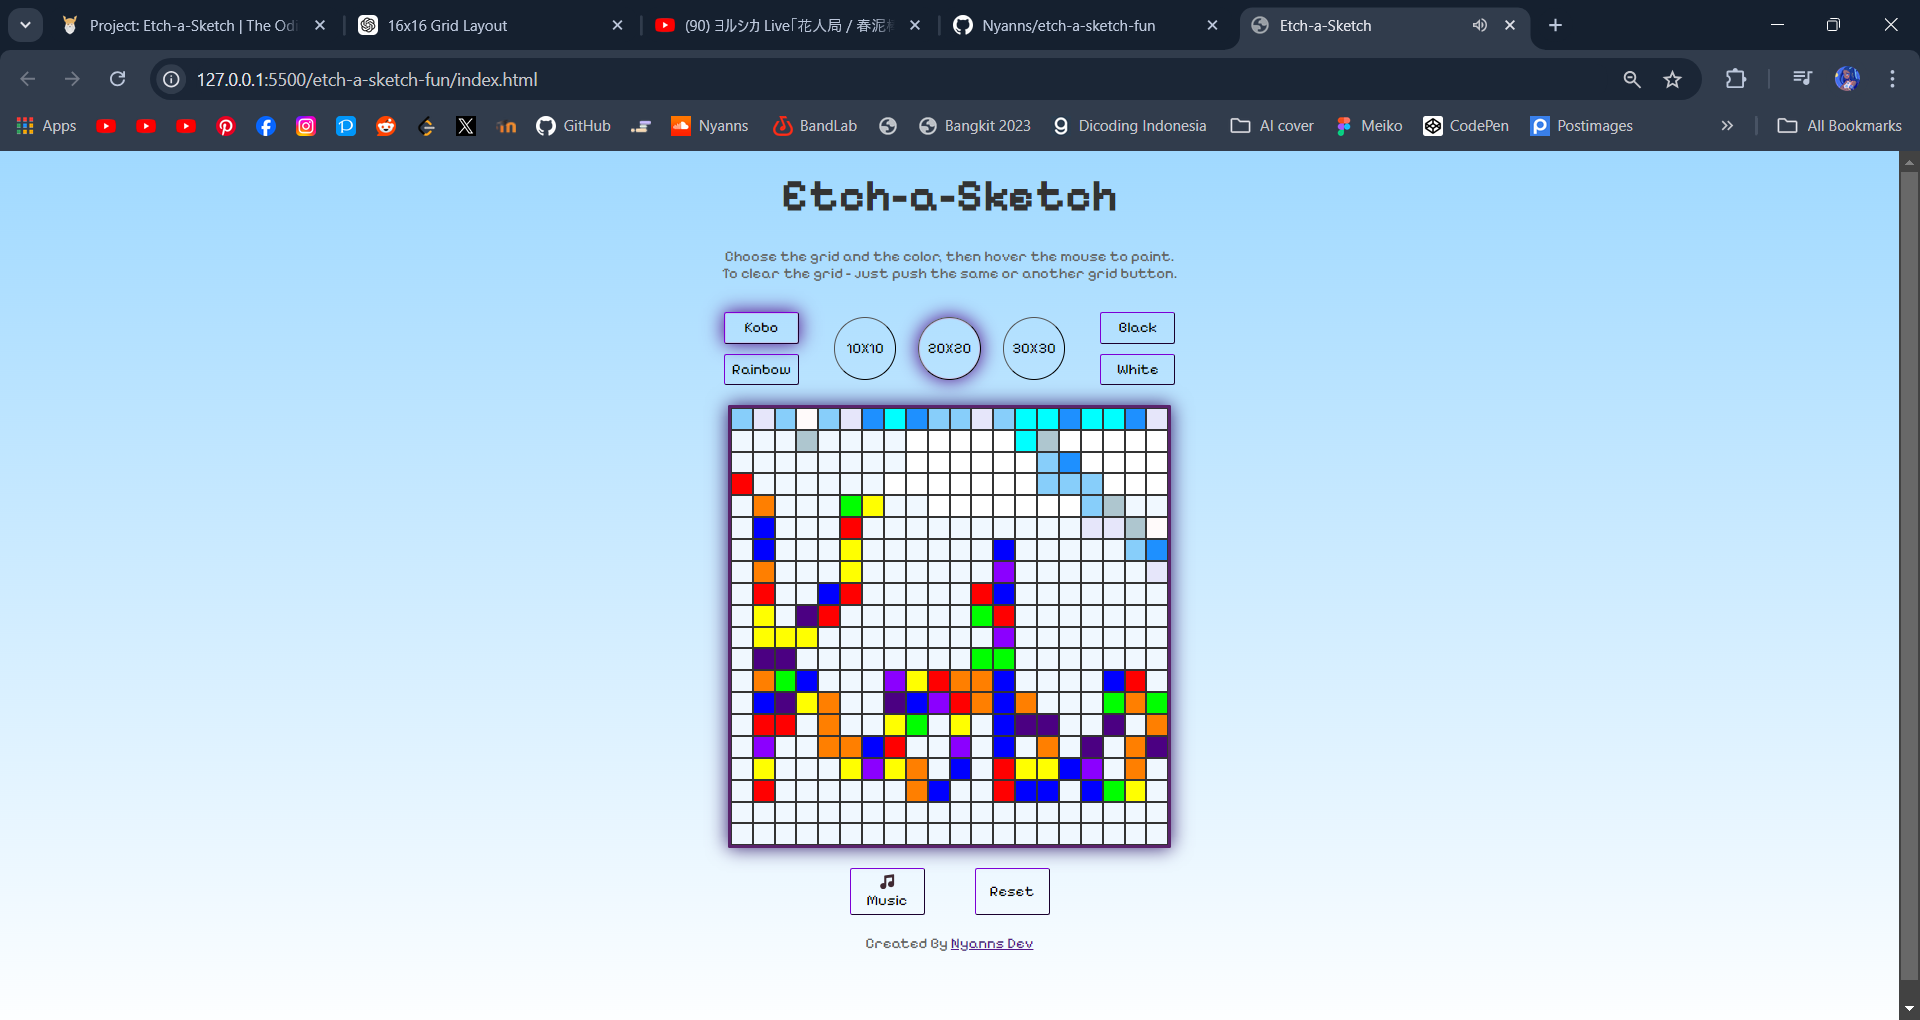 Project: Etch-a-Sketch | The Odi
16x16 Grid Layout
(90) ヨルシカ Live「花人局 / 春泥棒
Nyanns/etch-a-sketch-fun
Etch-a-Sketch
127.0.0.1:5500/etch-a-sketch-fun/index.html
Apps
GitHub
Nyanns
BandLab
Bangkit 2023
Dicoding Indonesia
AI cover
Meiko
CodePen
Postimages
All Bookmarks
Etch-a-Sketch
Choose the grid and the color, then hover the mouse to paint.
To clear the grid - just push the same or another grid button.
Kobo
Rainbow
10X10
20X20
30X30
Black
White
Music
Reset
Created By Nyanns Dev